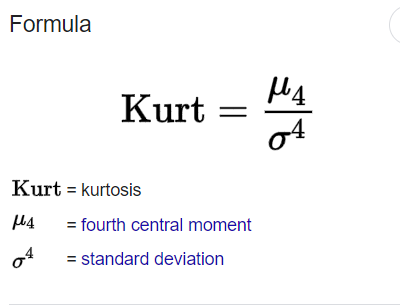 Formula
Kurt = μ₄ / σ⁴
Kurt = kurtosis
μ₄ = fourth central moment
σ⁴ = standard deviation